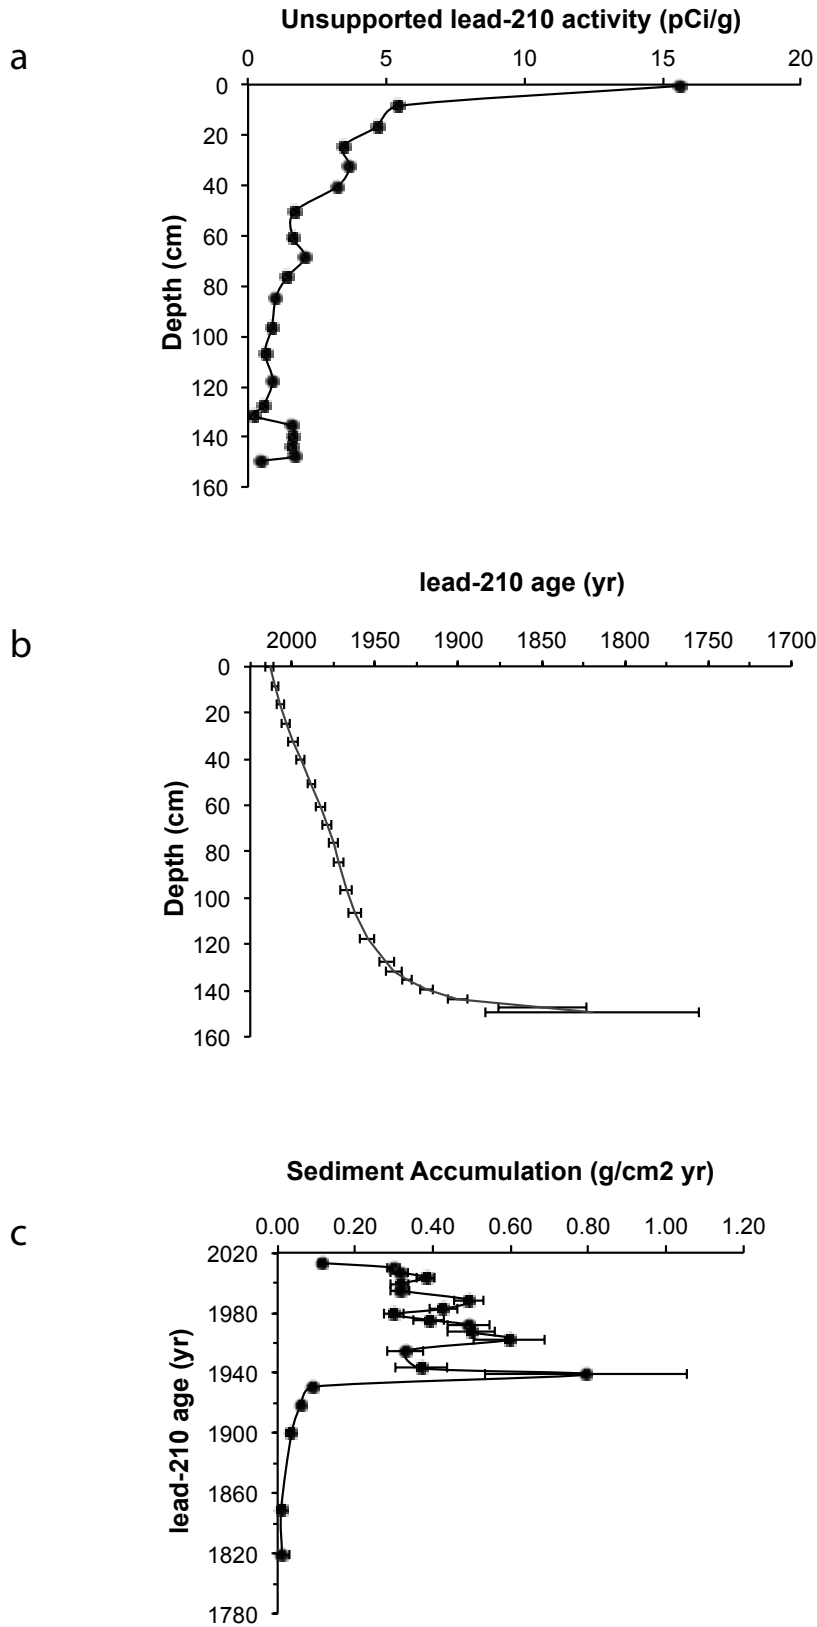 Unsupported lead-210 activity (pCi/g)
a
0 5 10 15 20
0
20
40
60
80
100
120
140
160
Depth (cm)
lead-210 age (yr)
b
2000 1950 1900 1850 1800 1750 1700
0
20
40
60
80
100
120
140
160
Depth (cm)
Sediment Accumulation (g/cm2 yr)
c
0.00 0.20 0.40 0.60 0.80 1.00 1.20
2020
1980
1940
1900
1860
1820
1780
lead-210 age (yr)